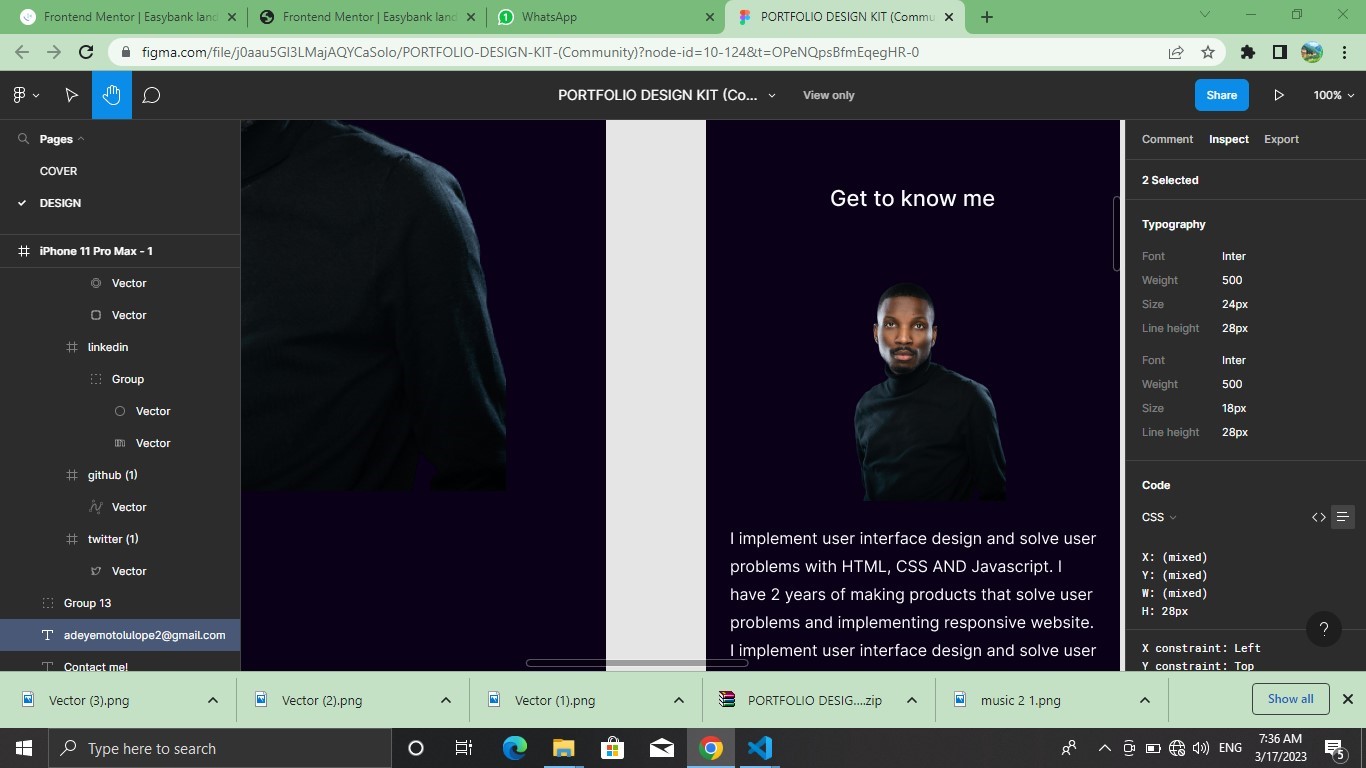 Frontend Mentor | Easybank land
Frontend Mentor | Easybank land
1 WhatsApp
PORTFOLIO DESIGN KIT (Commu
figma.com/file/j0aau5GI3LMajAQYCaSolo/PORTFOLIO-DESIGN-KIT-(Community)?node-id=10-124&t=OPeNQpsBfmEqegHR-0
PORTFOLIO DESIGN KIT (Co...
View only
Share
100%
Pages
COVER
DESIGN
iPhone 11 Pro Max - 1
Vector
Vector
linkedin
Group
Vector
Vector
github (1)
Vector
twitter (1)
Vector
Group 13
adeyemotolulope2@gmail.com
Contact me!
Get to know me
I implement user interface design and solve user
problems with HTML, CSS AND Javascript. I
have 2 years of making products that solve user
problems and implementing responsive website.
I implement user interface design and solve user
Comment Inspect Export
2 Selected
Typography
Font Inter
Weight 500
Size 24px
Line height 28px
Font Inter
Weight 500
Size 18px
Line height 28px
Code
CSS
X: (mixed)
Y: (mixed)
W: (mixed)
H: 28px
?
X constraint: Left
Y constraint: Top
Vector (3).png
Vector (2).png
Vector (1).png
PORTFOLIO DESIG....zip
music 2 1.png
Show all
Type here to search
ENG
7:36 AM
3/17/2023
5